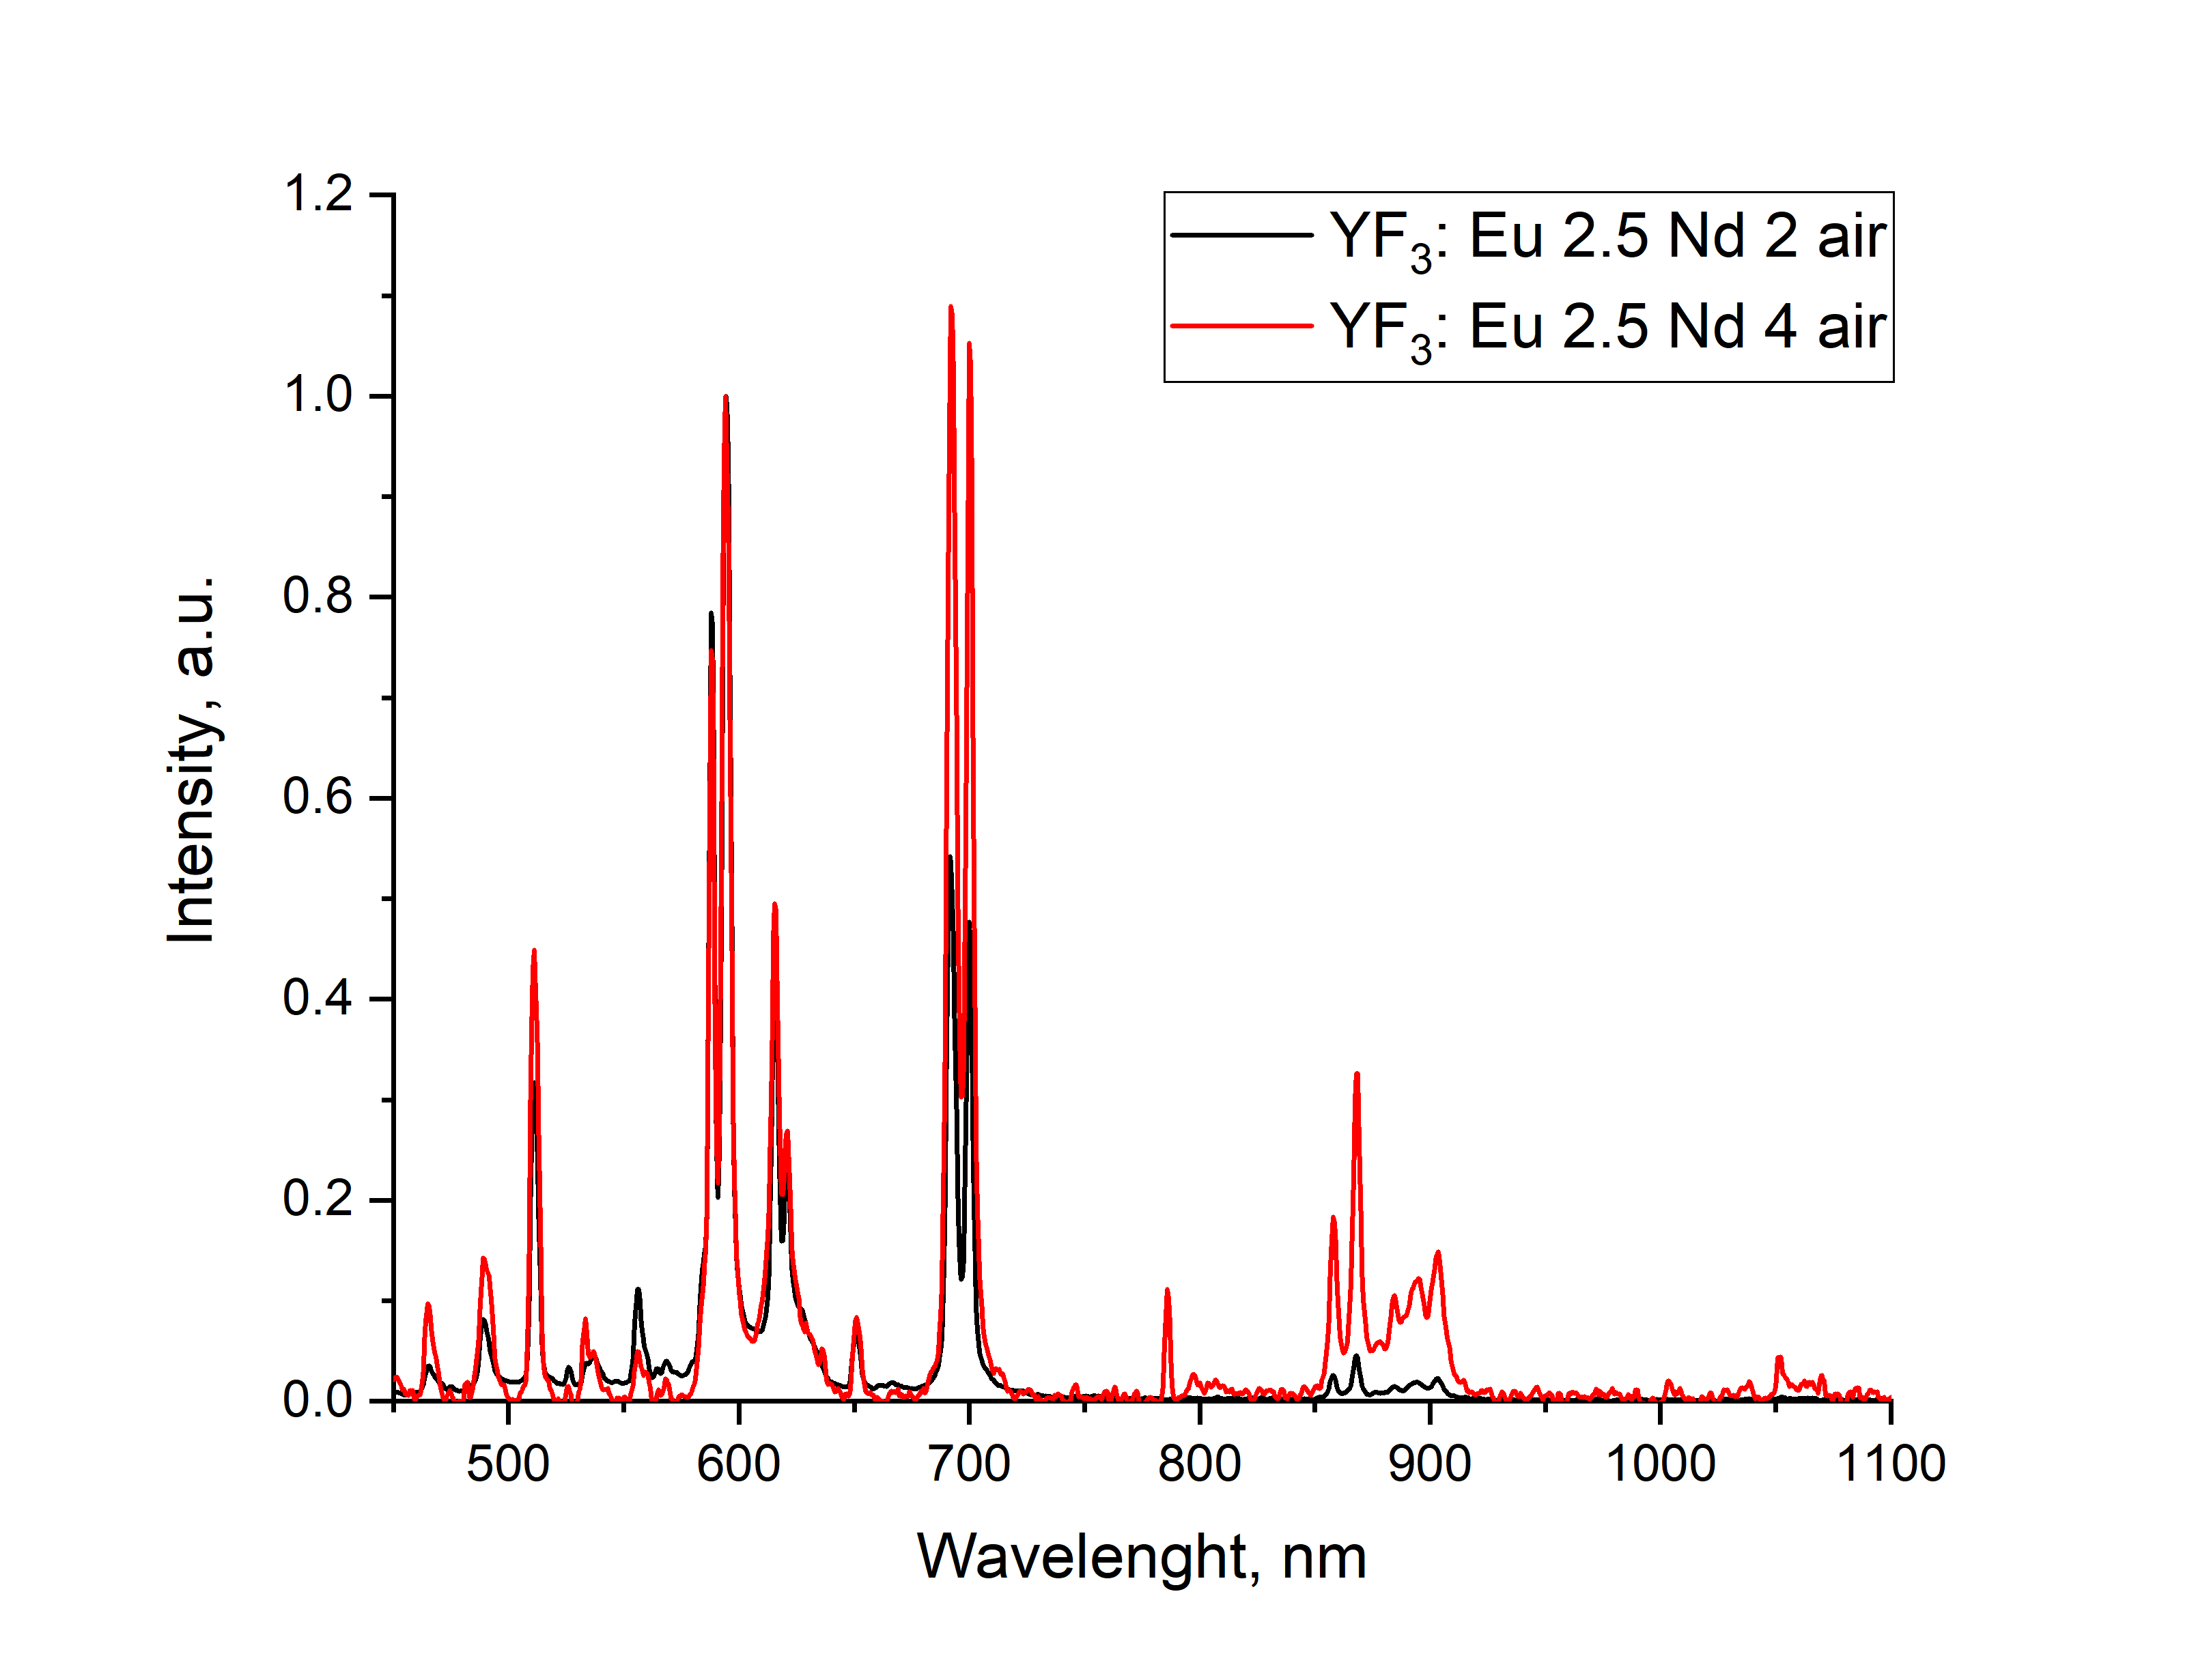 YF3: Eu 2.5 Nd 2 air
YF3: Eu 2.5 Nd 4 air
Intensity, a.u.
1.2
1.0
0.8
0.6
0.4
0.2
0.0
500 600 700 800 900 1000 1100
Wavelenght, nm